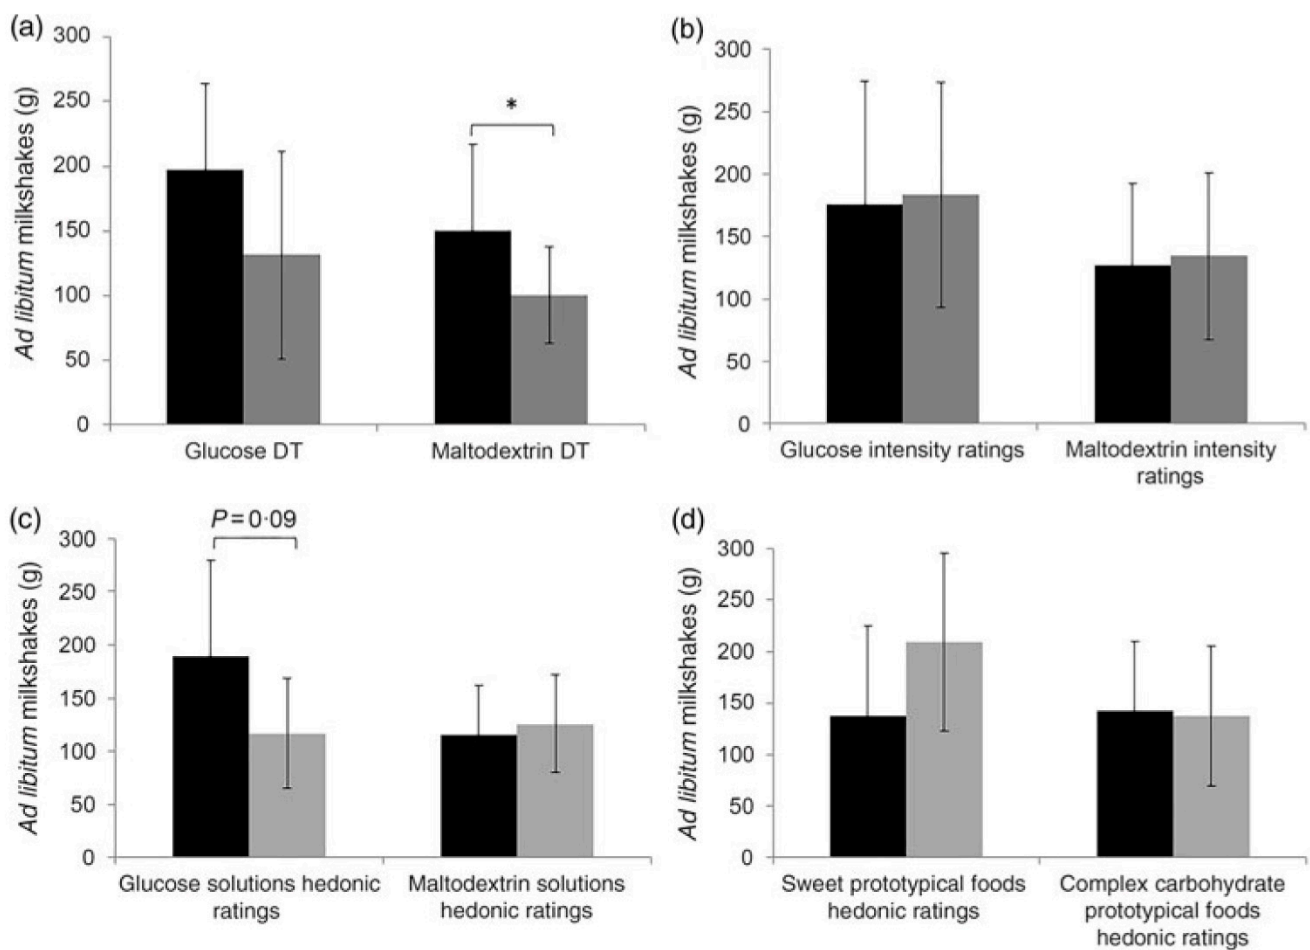 (a)
300
250
200
150
100
50
0
Ad libitum milkshakes (g)
*
Glucose DT
Maltodextrin DT
(b)
300
250
200
150
100
50
0
Ad libitum milkshakes (g)
Glucose intensity ratings
Maltodextrin intensity
ratings
(c)
P = 0·09
300
250
200
150
100
50
0
Ad libitum milkshakes (g)
Glucose solutions hedonic
ratings
Maltodextrin solutions
hedonic ratings
(d)
300
250
200
150
100
50
0
Ad libitum milkshakes (g)
Sweet prototypical foods
hedonic ratings
Complex carbohydrate
prototypical foods
hedonic ratings